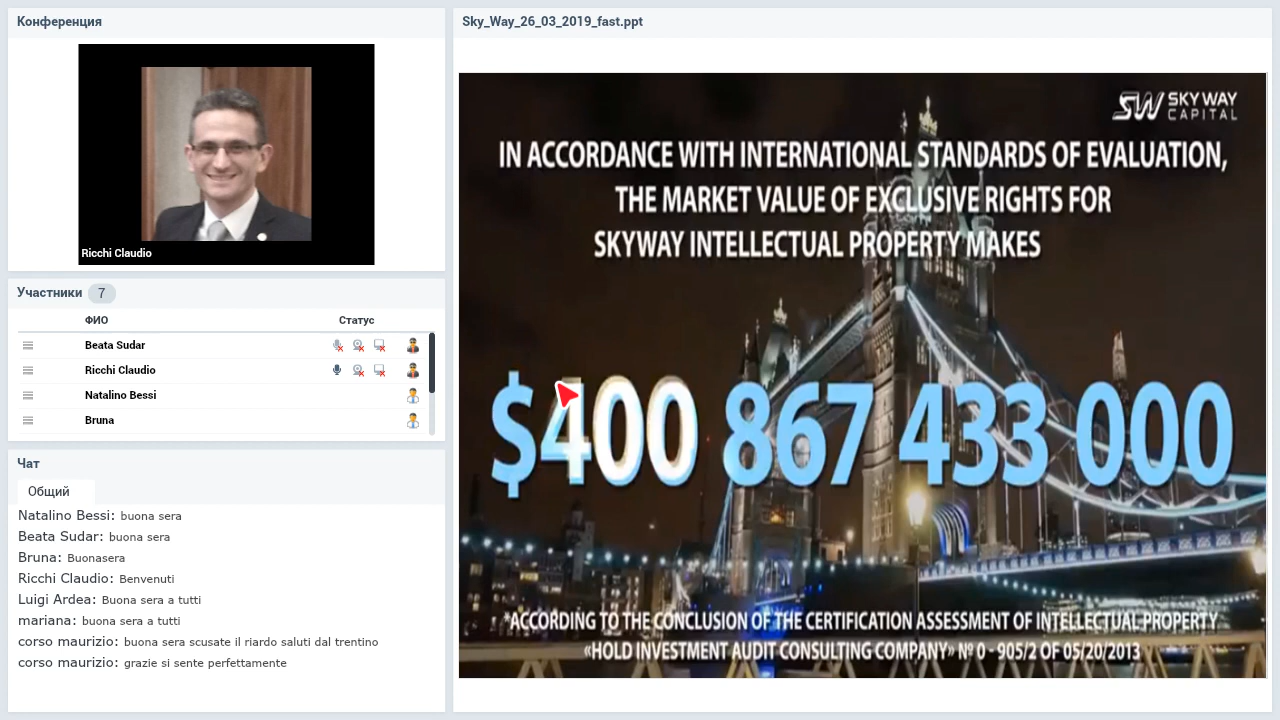 Конференция
Ricchi Claudio
Участники 7
ФИО Статус
Beata Sudar
Ricchi Claudio
Natalino Bessi
Bruna
Чат
Общий
Natalino Bessi: buona sera
Beata Sudar: buona sera
Bruna: Buonasera
Ricchi Claudio: Benvenuti
Luigi Ardea: Buona sera a tutti
mariana: buona sera a tutti
corso maurizio: buona sera scusate il riardo saluti dal trentino
corso maurizio: grazie si sente perfettamente
Sky_Way_26_03_2019_fast.ppt
SW SKY WAY
CAPITAL
IN ACCORDANCE WITH INTERNATIONAL STANDARDS OF EVALUATION,
THE MARKET VALUE OF EXCLUSIVE RIGHTS FOR
SKYWAY INTELLECTUAL PROPERTY MAKES
$400 867 433 000
*ACCORDING TO THE CONCLUSION OF THE CERTIFICATION ASSESSMENT OF INTELLECTUAL PROPERTY
«HOLD INVESTMENT AUDIT CONSULTING COMPANY» № 0 - 905/2 OF 05/20/2013